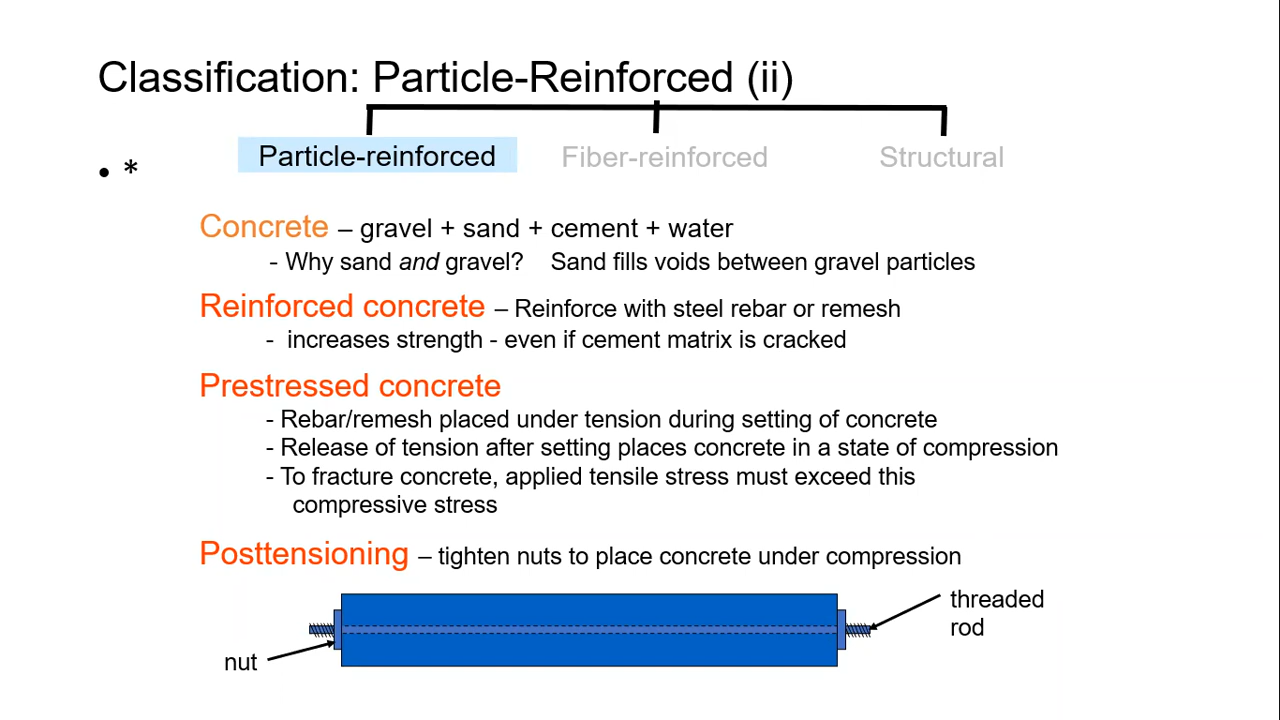 Classification: Particle-Reinforced (ii)
Particle-reinforced Fiber-reinforced Structural
• *
Concrete – gravel + sand + cement + water
- Why sand and gravel? Sand fills voids between gravel particles
Reinforced concrete – Reinforce with steel rebar or remesh
- increases strength - even if cement matrix is cracked
Prestressed concrete
- Rebar/remesh placed under tension during setting of concrete
- Release of tension after setting places concrete in a state of compression
- To fracture concrete, applied tensile stress must exceed this
compressive stress
Posttensioning – tighten nuts to place concrete under compression
threaded
rod
nut